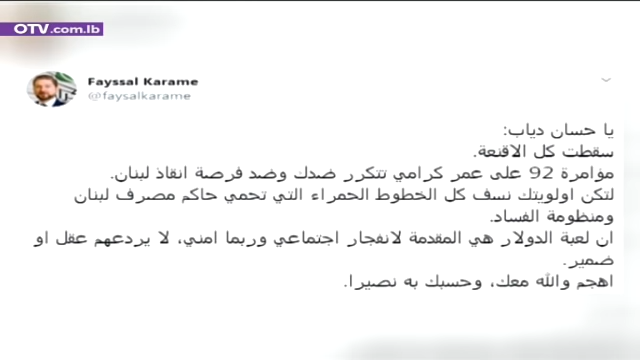 OTV.com.lb
Fayssal Karame
@faysalkarame
يا حسان دياب:
سقطت كل الاقنعة.
مؤامرة 92 على عمر كرامي تتكرر ضدك وضد فرصة انقاذ لبنان.
لتكن اولويتك نسف كل الخطوط الحمراء التي تحمي حاكم مصرف لبنان
ومنظومة الفساد.
ان لعبة الدولار هي المقدمة لانفجار اجتماعي وربما امني، لا يردعهم عقل او
ضمير.
اهجم والله معك، وحسبك به نصيرا.